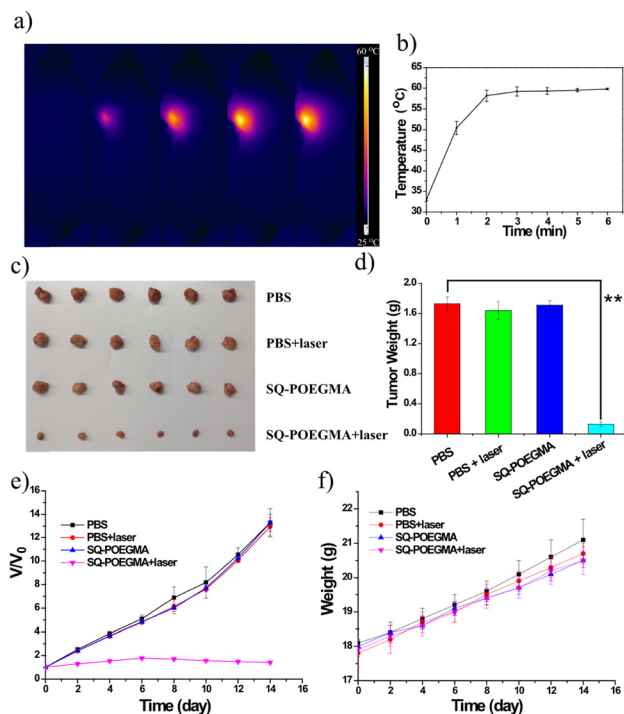 a)
60 °C
25 °C
b)
Temperature (°C)
65
60
55
50
45
40
35
30
0 1 2 3 4 5 6
Time (min)
c)
PBS
PBS+laser
SQ-POEGMA
SQ-POEGMA+laser
d)
Tumor Weight (g)
2.0
1.6
1.2
0.8
0.4
0.0
**
PBS
PBS + laser
SQ-POEGMA
SQ-POEGMA + laser
e)
V/V0
16
14
12
10
8
6
4
2
0
PBS
PBS+laser
SQ-POEGMA
SQ-POEGMA+laser
0 2 4 6 8 10 12 14 16
Time (day)
f)
Weight (g)
22
21
20
19
18
17
PBS
PBS+laser
SQ-POEGMA
SQ-POEGMA+laser
0 2 4 6 8 10 12 14 16
Time (day)